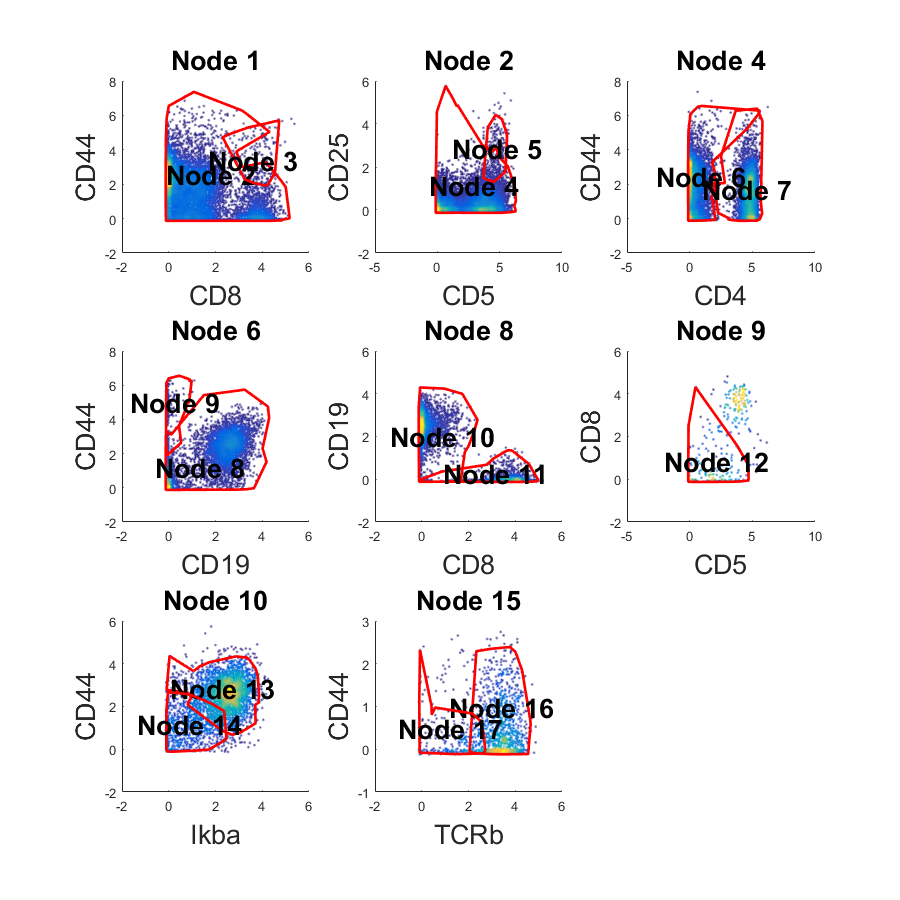 Node 1
8
6
4
2
0
-2
CD44
Node 3
Node 2
-2 0 2 4 6
CD8
Node 2
6
4
2
0
-2
CD25
Node 5
Node 4
-5 0 5 10
CD5
Node 4
8
6
4
2
0
-2
CD44
Node 6
Node 7
-5 0 5 10
CD4
Node 6
8
6
4
2
0
-2
CD44
Node 9
Node 8
-2 0 2 4 6
CD19
Node 8
6
4
2
0
-2
CD19
Node 10
Node 11
-2 0 2 4 6
CD8
Node 9
8
6
4
2
0
-2
CD8
Node 12
-5 0 5 10
CD5
Node 10
6
4
2
0
-2
CD44
Node 13
Node 14
-2 0 2 4 6
Ikba
Node 15
3
2
1
0
-1
CD44
Node 16
Node 17
-2 0 2 4 6
TCRb